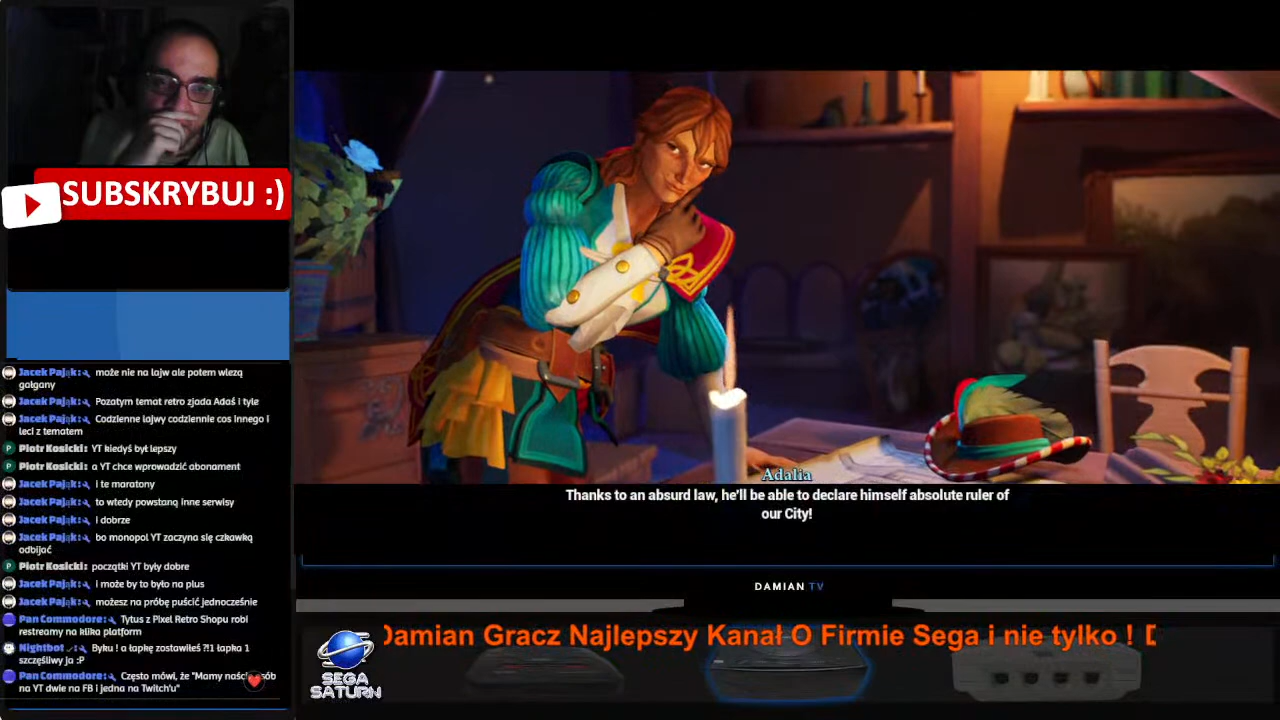 SUBSKRYBUJ :)
Jacek Pająk: może nie na lajw ale potem wlezą
gałgany
Jacek Pająk: Pozatym temat retro zjada Adaś i tyle
Jacek Pająk: Codzienne lajwy codziennie cos innego i
leci z tematem
Piotr Kosicki: YT kiedyś był lepszy
Piotr Kosicki: a YT chce wprowadzić abonament
Jacek Pająk: i te maratony
Jacek Pająk: to wtedy powstaną inne serwisy
Jacek Pająk: i dobrze
Jacek Pająk: bo monopol YT zaczyna się czkawką
odbijać
Piotr Kosicki: początki YT były dobre
Jacek Pająk: i może by to było na plus
Jacek Pająk: możesz na próbę puścić jednocześnie
Pan Commodore: Tytus z Pixel Retro Shopu robi
restreamy na kilka platform
Nightbot: Byku ! a łapkę zostawiłeś ?!1 łapka 1
szczęśliwy ja :P
Pan Commodore: Często mówi, że "Mamy naście osób
na YT dwie na FB i jedna na Twitch'u"
Adalia
Thanks to an absurd law, he'll be able to declare himself absolute ruler of
our City!
DAMIAN TV
Damian Gracz Najlepszy Kanał O Firmie Sega i nie tylko !
SEGA
SATURN